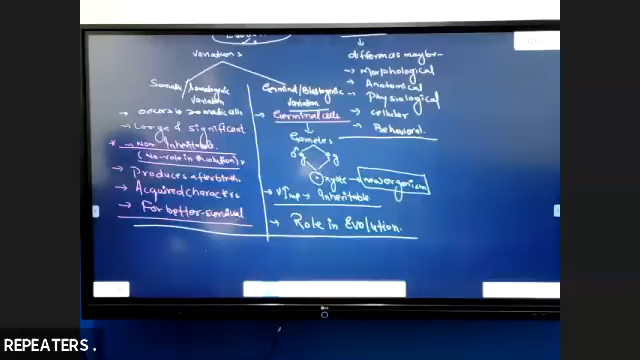 Variations
Somatic/Somatogenic
Variation
→ occurs in somatic cells
→ Large & significant
* → Non Inheritable
(No role in Evolution)
→ Produces after birth
→ Acquired characters
→ For better survival
Germinal/Blastogenic
Variation
→ Germinal cells
Gametes
♂g ♀g
zygote → new organism
→ V Imp → Inheritable
→ Role in Evolution.
differences may be-
→ Morphological
→ Anatomical
→ Physiological
→ Cellular
→ Behavioral.
REPEATERS .